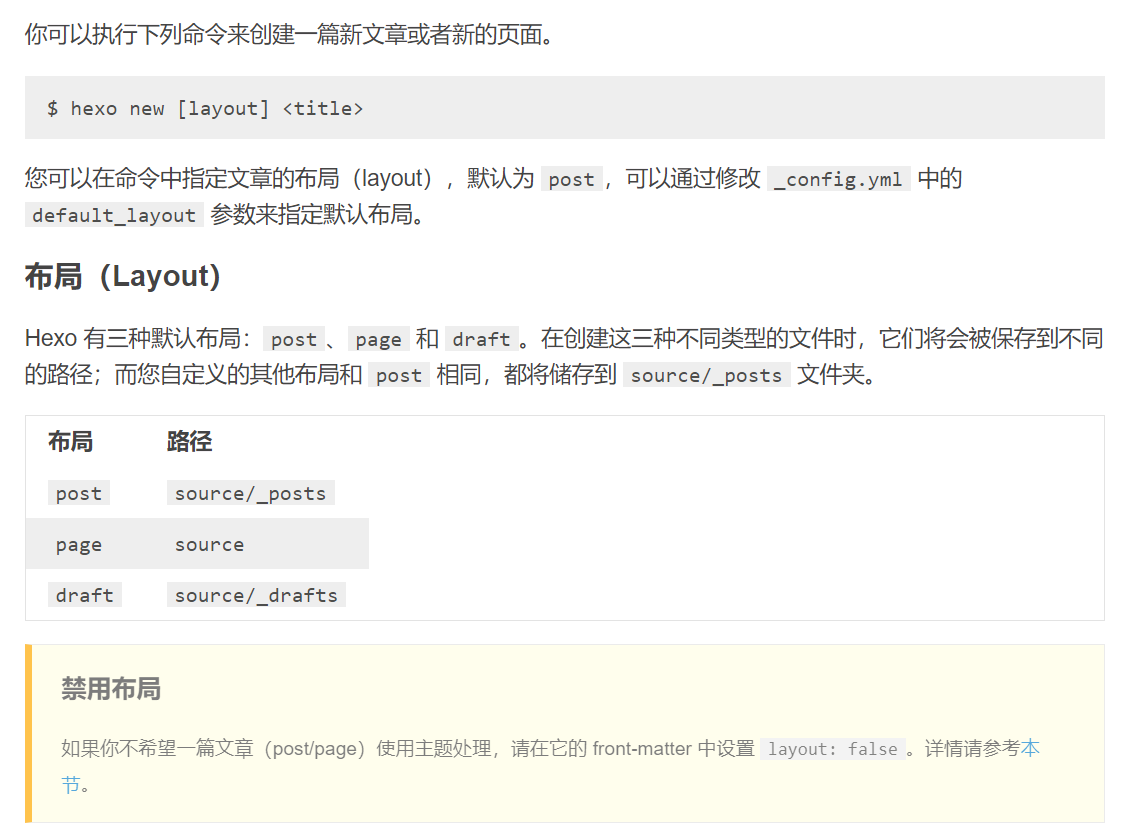 你可以执行下列命令来创建一篇新文章或者新的页面。
$ hexo new [layout] <title>
您可以在命令中指定文章的布局（layout），默认为 post，可以通过修改 _config.yml 中的
default_layout 参数来指定默认布局。
布局（Layout）
Hexo 有三种默认布局：post、page 和 draft。在创建这三种不同类型的文件时，它们将会被保存到不同
的路径；而您自定义的其他布局和 post 相同，都将储存到 source/_posts 文件夹。
布局 路径
post source/_posts
page source
draft source/_drafts
禁用布局
如果你不希望一篇文章（post/page）使用主题处理，请在它的 front-matter 中设置 layout: false。详情请参考本
节。